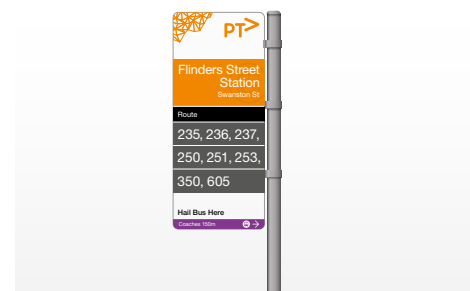 PT>
Flinders Street
Station
Swanston St
Route
235, 236, 237,
250, 251, 253,
350, 605
Hail Bus Here
Coaches 150m